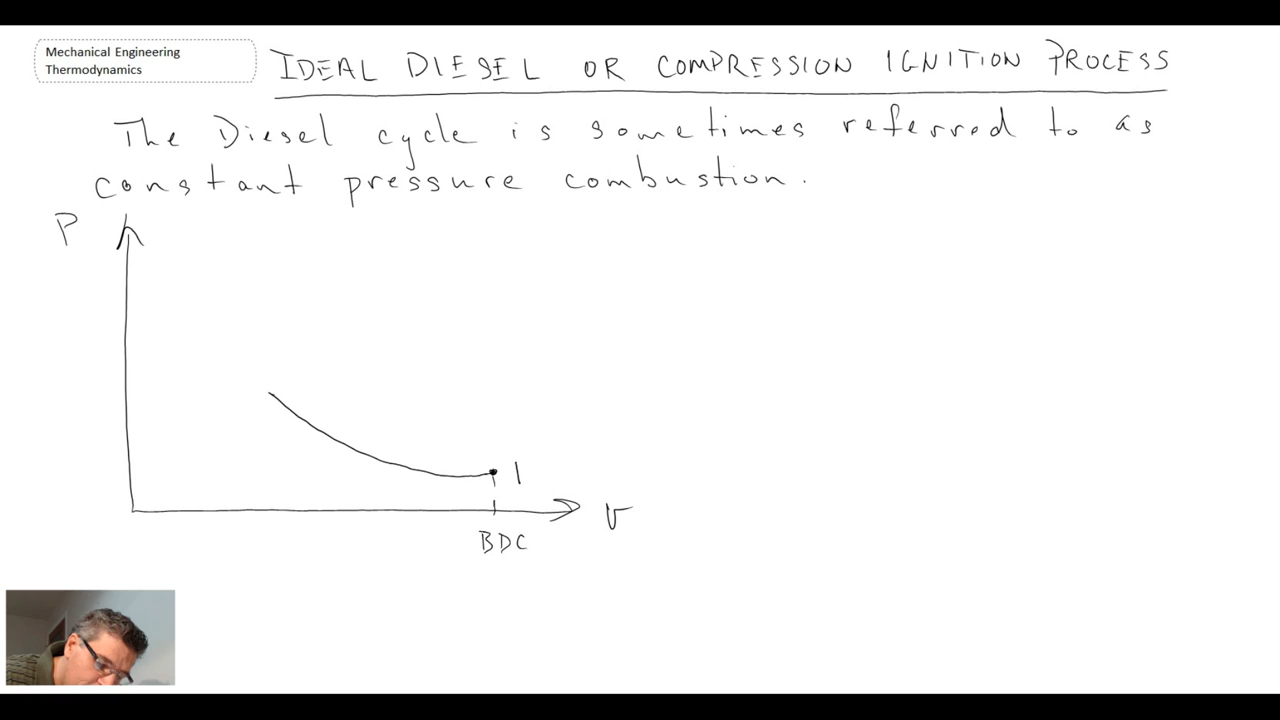 Mechanical Engineering
Thermodynamics
IDEAL DIESEL OR COMPRESSION IGNITION PROCESS
The Diesel cycle is sometimes referred to as
constant pressure combustion.
P
1
v
BDC